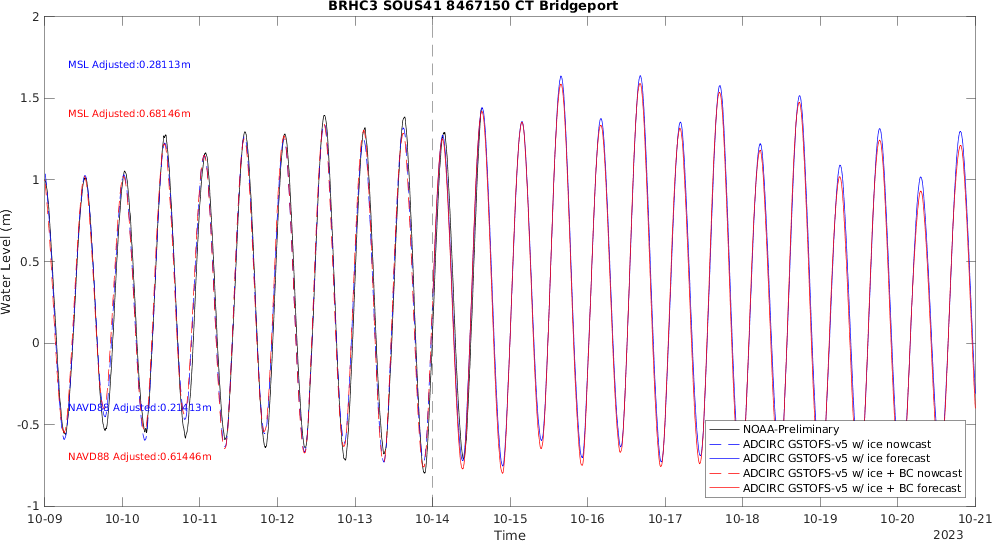 BRHC3 SOUS41 8467150 CT Bridgeport
Water Level (m)
2
1.5
1
0.5
0
-0.5
-1
MSL Adjusted:0.28113m
MSL Adjusted:0.68146m
NAVD88 Adjusted:0.21413m
NAVD88 Adjusted:0.61446m
NOAA-Preliminary
ADCIRC GSTOFS-v5 w/ ice nowcast
ADCIRC GSTOFS-v5 w/ ice forecast
ADCIRC GSTOFS-v5 w/ ice + BC nowcast
ADCIRC GSTOFS-v5 w/ ice + BC forecast
10-09 10-10 10-11 10-12 10-13 10-14 10-15 10-16 10-17 10-18 10-19 10-20 10-21
Time
2023